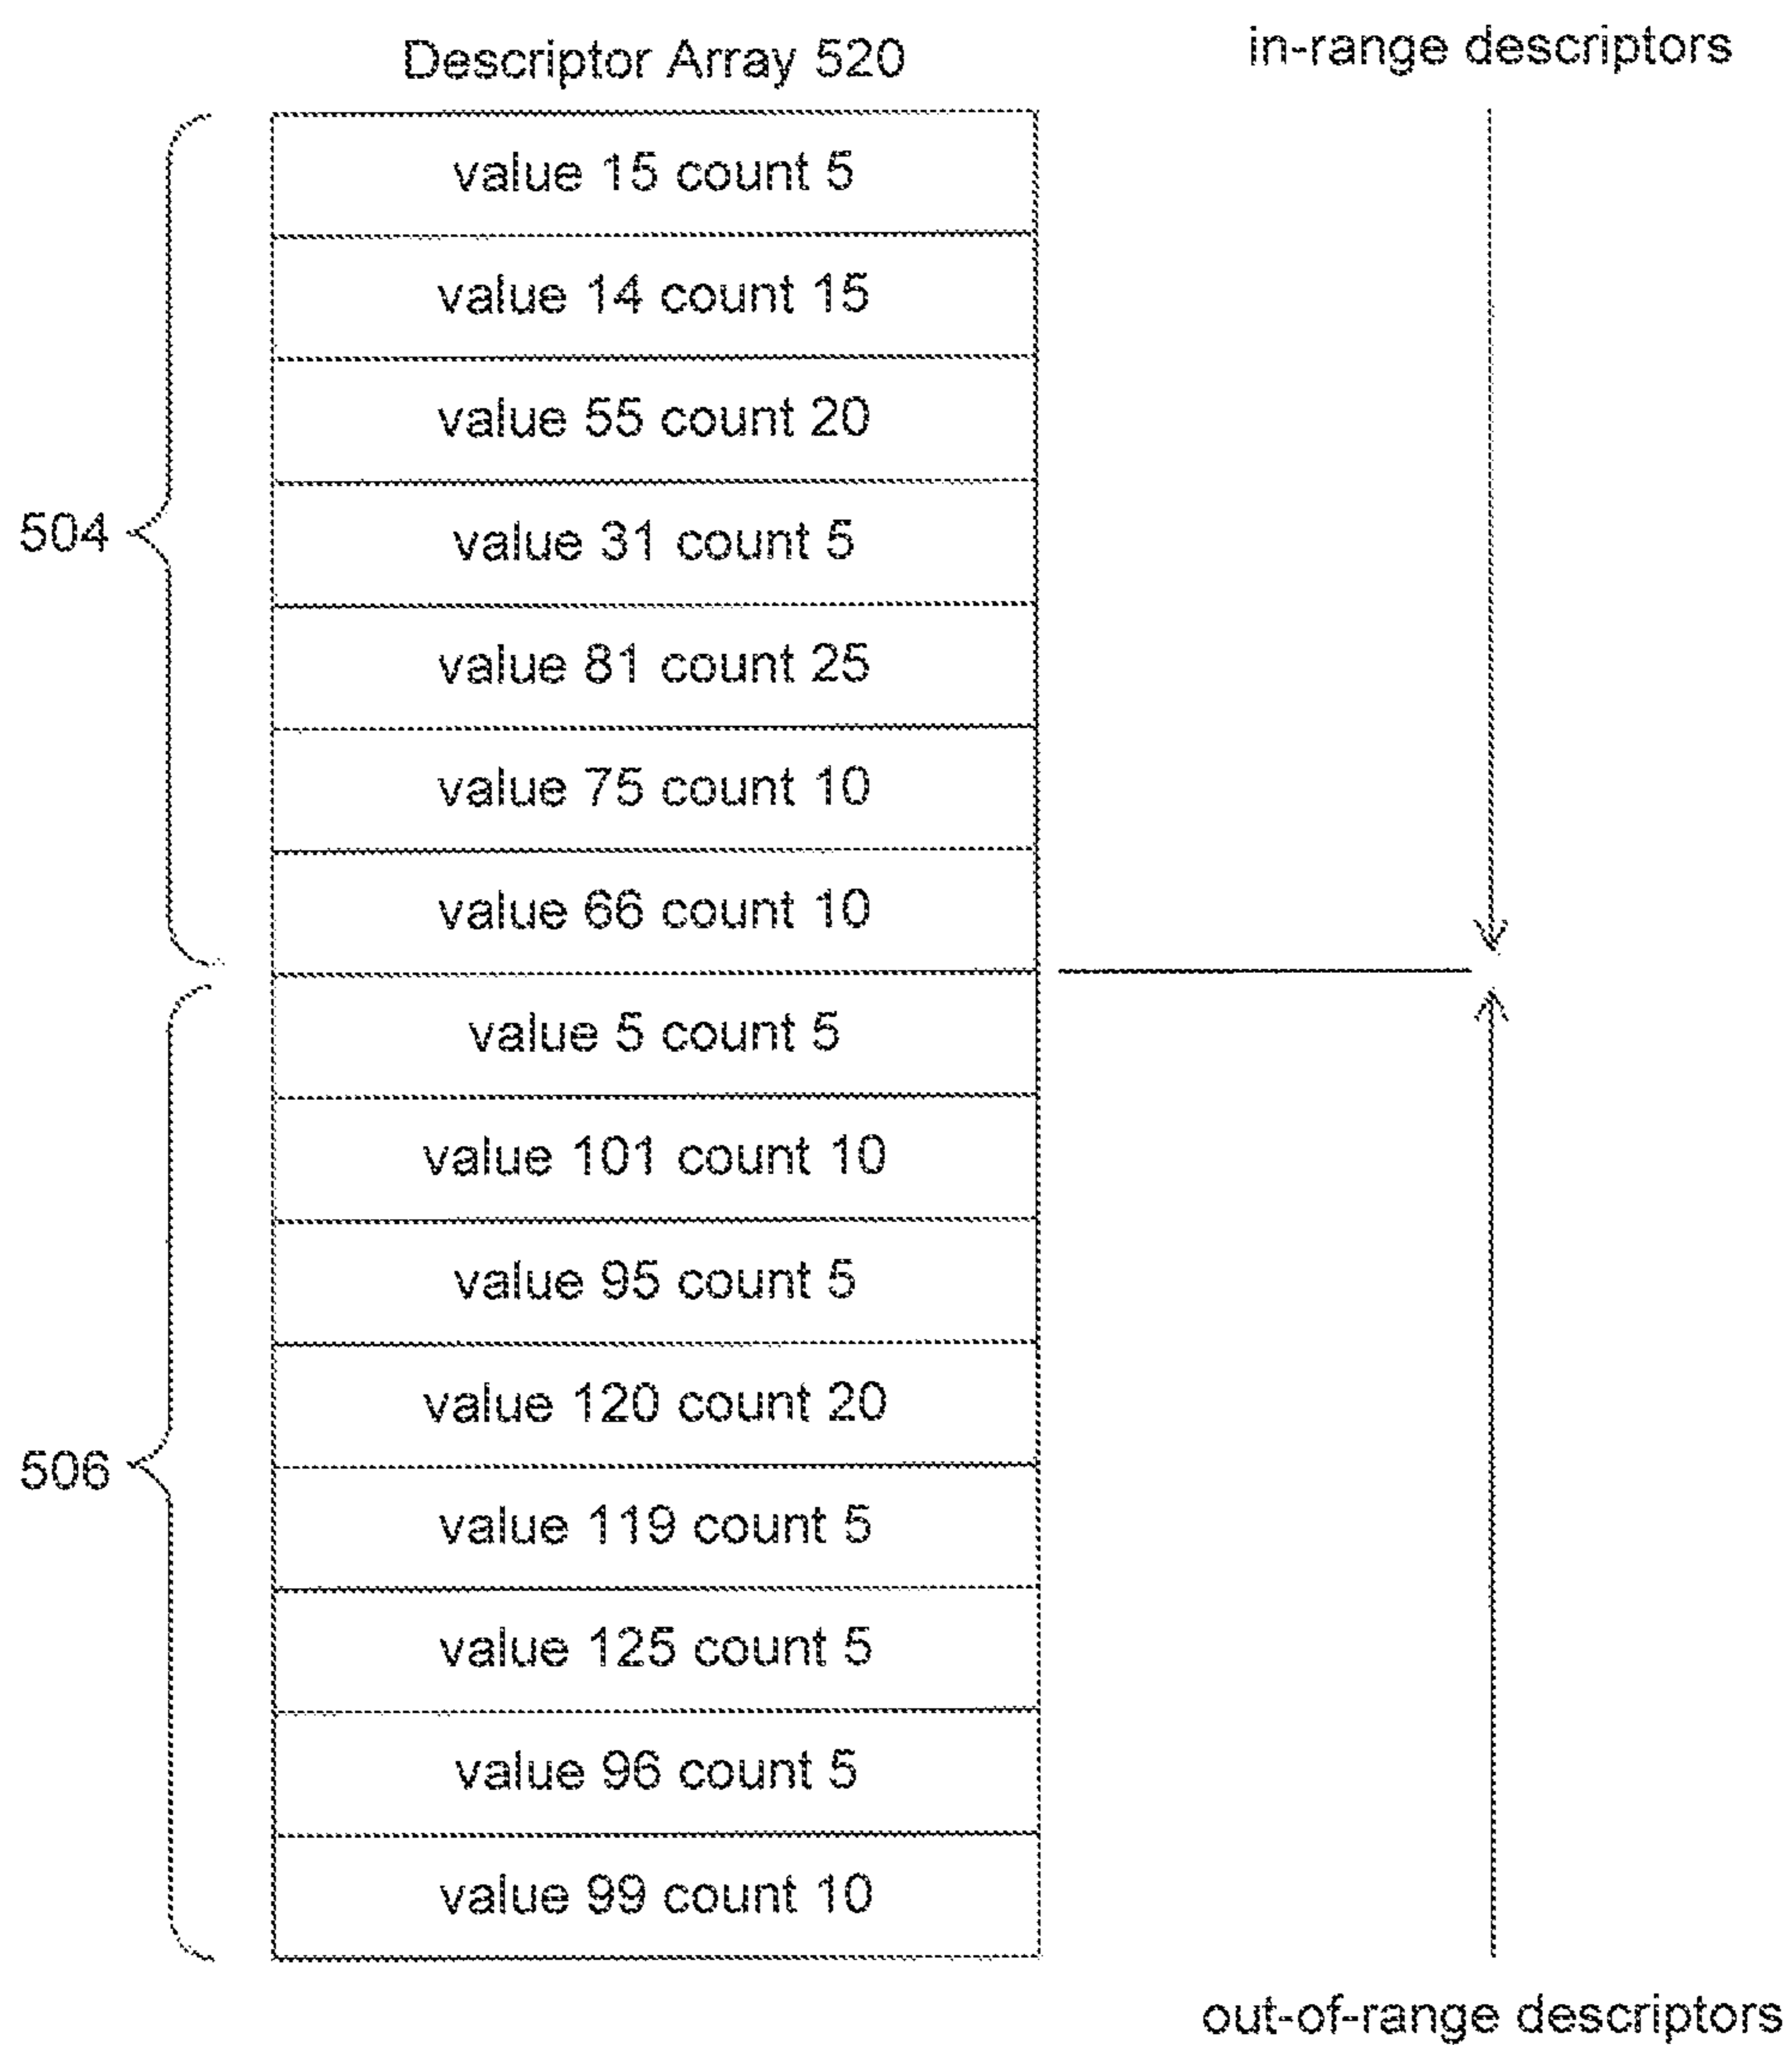 Descriptor Array 520
in-range descriptors
value 15 count 5
value 14 count 15
value 55 count 20
value 31 count 5
504
value 81 count 25
value 75 count 10
value 66 count 10
value 5 count 5
value 101 count 10
value 95 count 5
value 120 count 20
506
value 119 count 5
value 125 count 5
value 96 count 5
value 99 count 10
out-of-range descriptors